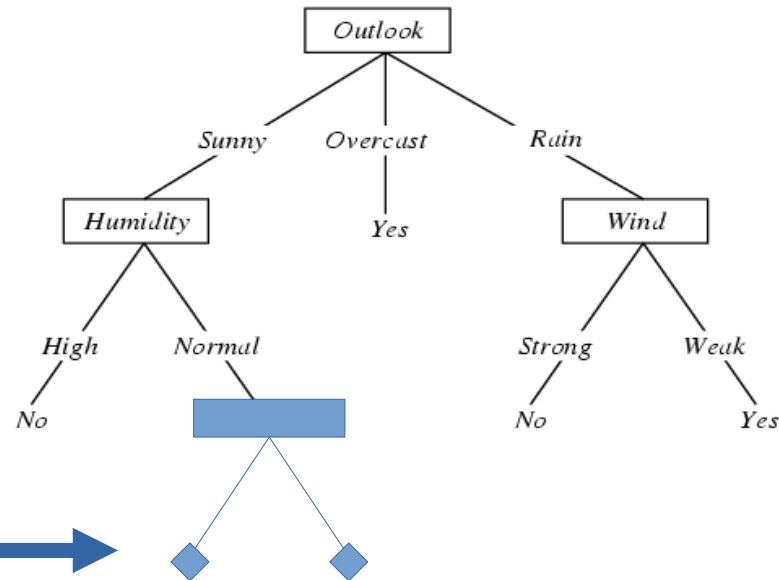 Outlook
Sunny Overcast Rain
Humidity Yes Wind
High Normal Strong Weak
No No Yes